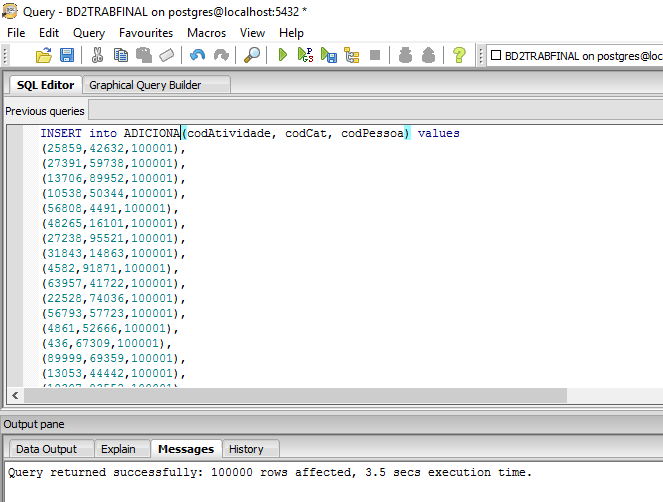 Query - BD2TRABFINAL on postgres@localhost:5432 *
File Edit Query Favourites Macros View Help
BD2TRABFINAL on postgres@loc
SQL Editor Graphical Query Builder
Previous queries
INSERT into ADICIONA(codAtividade, codCat, codPessoa) values
(25859,42632,100001),
(27391,59738,100001),
(13706,89952,100001),
(10538,50344,100001),
(56808,4491,100001),
(48265,16101,100001),
(27238,95521,100001),
(31843,14863,100001),
(4582,91871,100001),
(63957,41722,100001),
(22528,74036,100001),
(56793,57723,100001),
(4861,52666,100001),
(436,67309,100001),
(89999,69359,100001),
(13053,44442,100001),
Output pane
Data Output Explain Messages History
Query returned successfully: 100000 rows affected, 3.5 secs execution time.